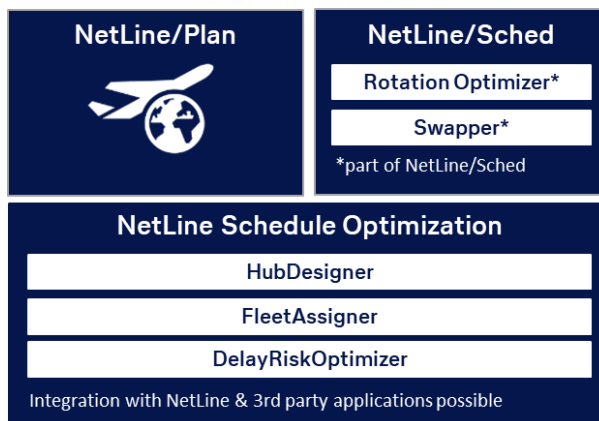 NetLine/Plan
NetLine/Sched
Rotation Optimizer*
Swapper*
*part of NetLine/Sched
NetLine Schedule Optimization
HubDesigner
FleetAssigner
DelayRiskOptimizer
Integration with NetLine & 3rd party applications possible